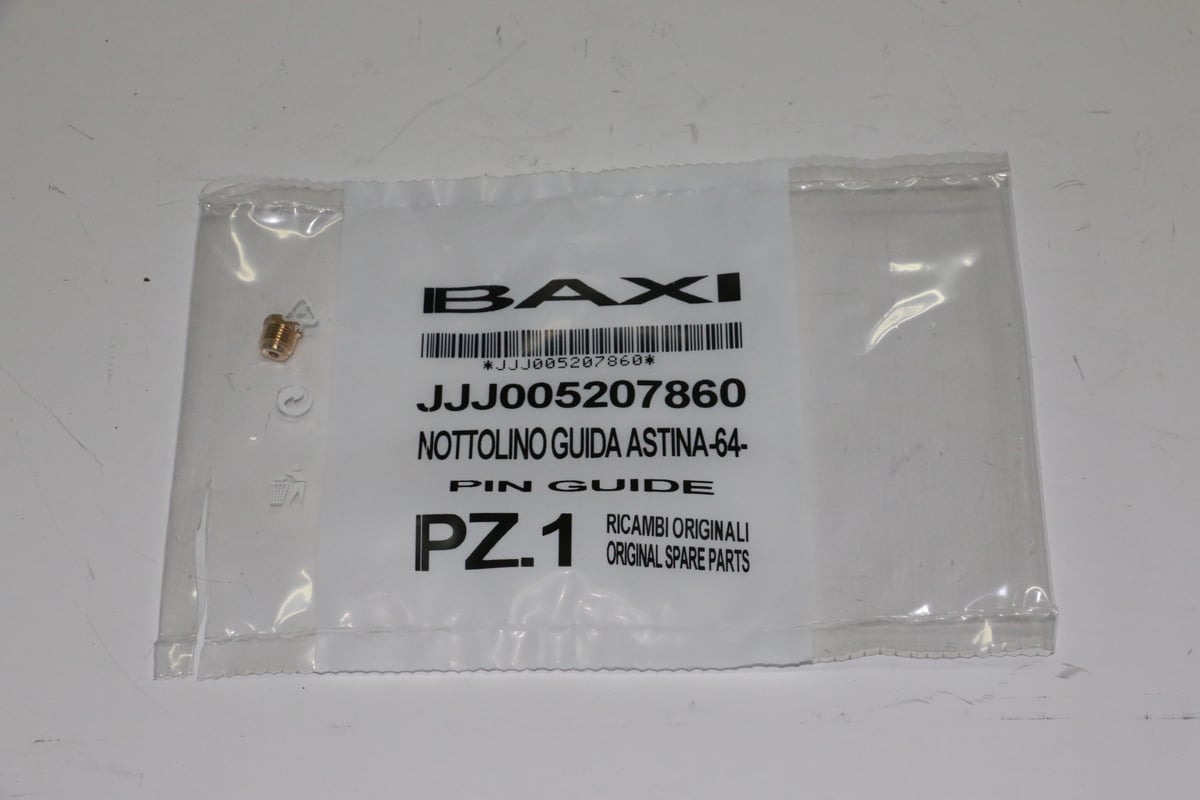 BAXI
*JJJ005207860*
JJJ005207860
NOTTOLINO GUIDA ASTINA-64-
PIN GUIDE
PZ.1
RICAMBI ORIGINALI
ORIGINAL SPARE PARTS